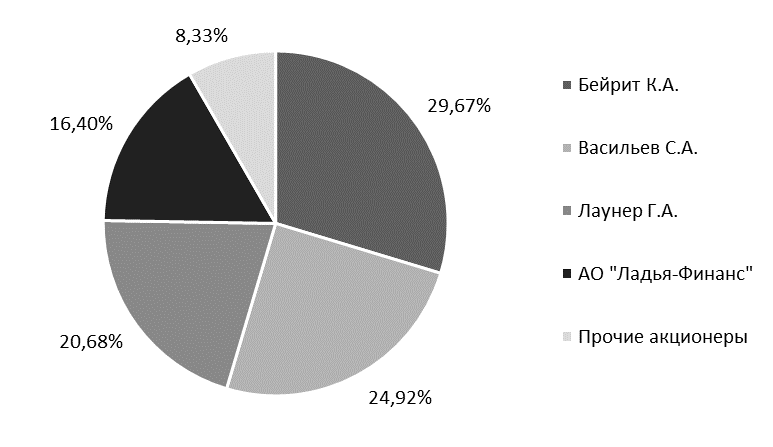 8,33%
29,67%
16,40%
20,68%
24,92%
Бейрит К.А.
Васильев С.А.
Лаунер Г.А.
АО "Ладья-Финанс"
Прочие акционеры